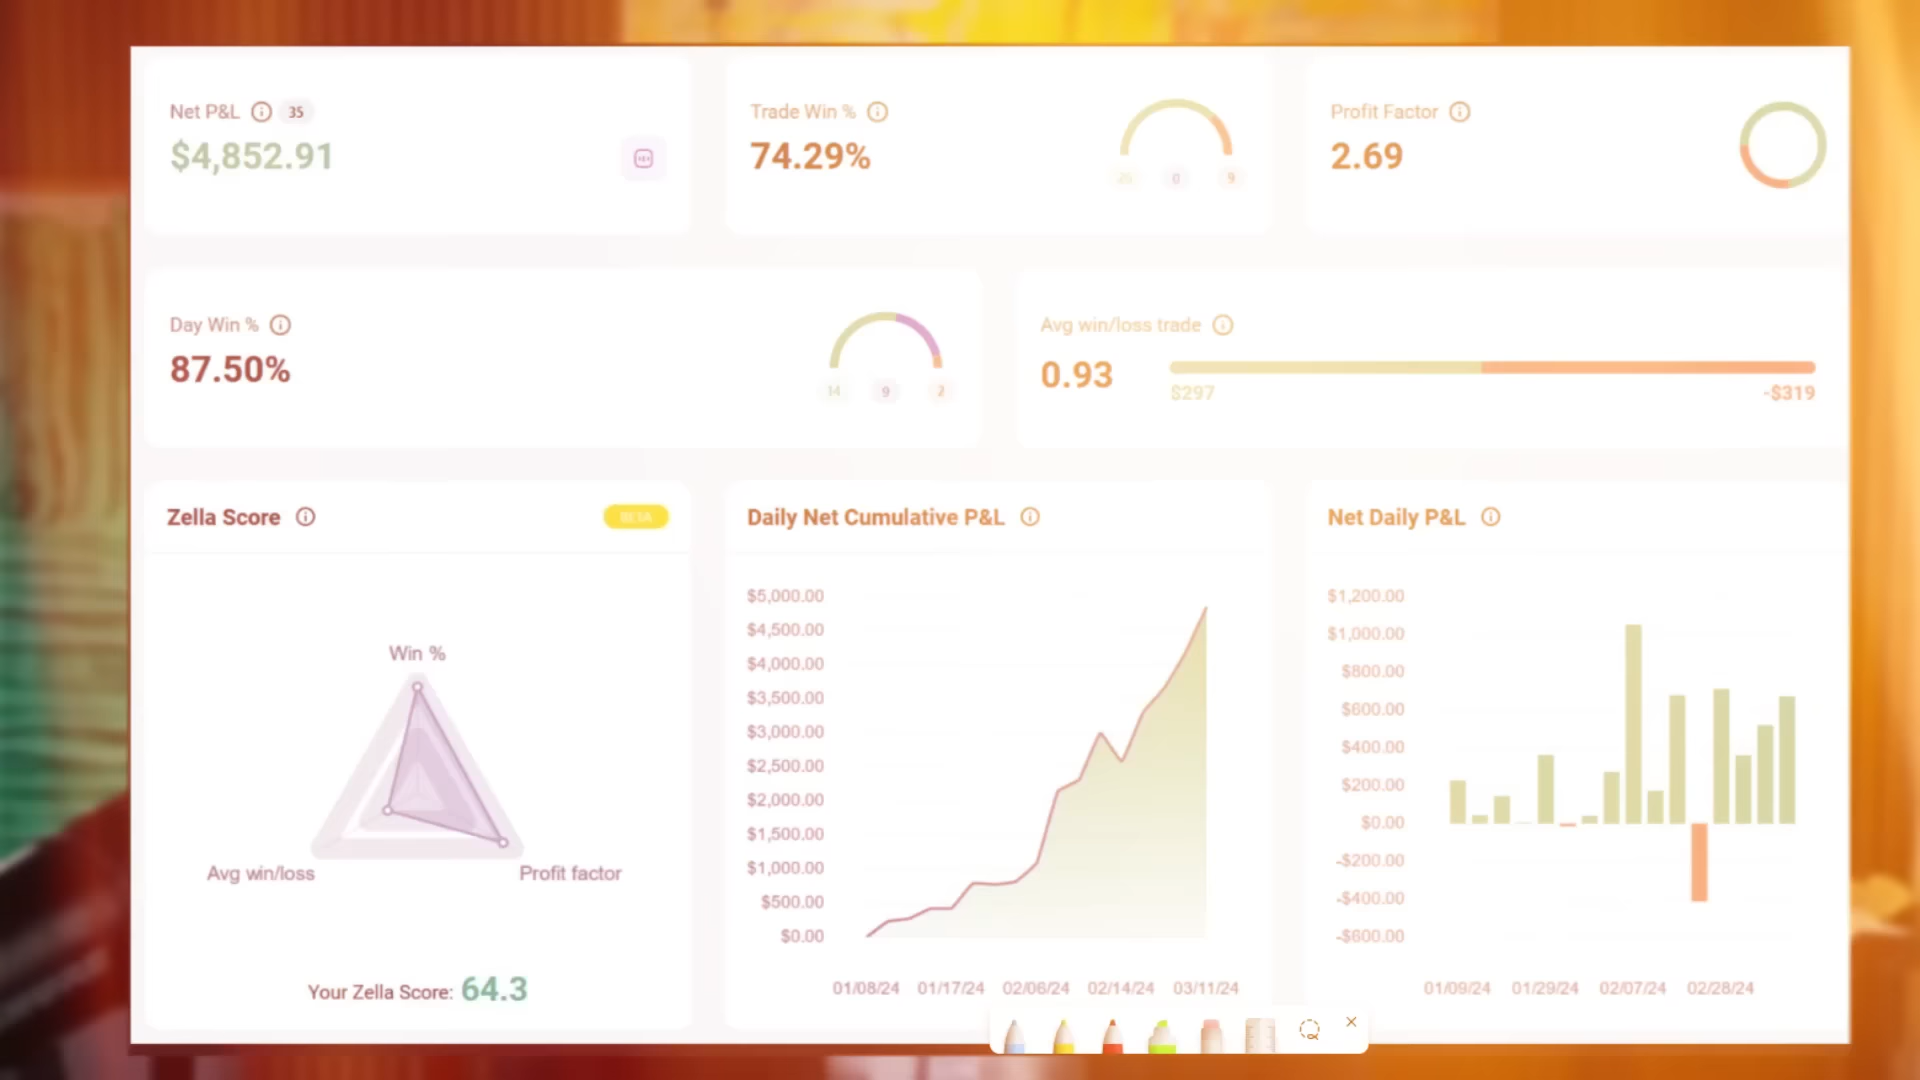 Net P&L 35
$4,852.91
Trade Win %
74.29%
26 0 9
Profit Factor
2.69
Day Win %
87.50%
14 9 2
Avg win/loss trade
0.93
$297 -$319
Zella Score BETA
Win %
Avg win/loss Profit factor
Your Zella Score: 64.3
Daily Net Cumulative P&L
$5,000.00
$4,500.00
$4,000.00
$3,500.00
$3,000.00
$2,500.00
$2,000.00
$1,500.00
$1,000.00
$500.00
$0.00
01/08/24 01/17/24 02/06/24 02/14/24 03/11/24
Net Daily P&L
$1,200.00
$1,000.00
$800.00
$600.00
$400.00
$200.00
$0.00
-$200.00
-$400.00
-$600.00
01/09/24 01/29/24 02/07/24 02/28/24